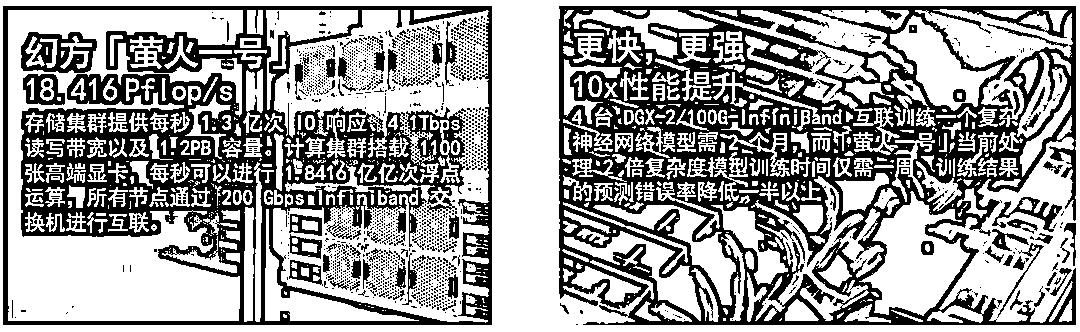 幻方「萤火一号」
18.416Pflop/s
存储集群提供每秒 1.3 亿次 IO 响应、4.1Tbps
读写带宽以及 1.2PB 容量。计算集群搭载 1100
张高端显卡，每秒可以进行 1.8416 亿亿次浮点
运算，所有节点通过 200 Gbps Infiniband 交
换机进行互联。
更快，更强
10x性能提升
4 台 DGX-2/100G-InfiniBand 互联训练一个复杂
神经网络模型需 2 个月，而「萤火一号」当前处
理 2 倍复杂度模型训练时间仅需一周，训练结果
的预测错误率降低一半以上